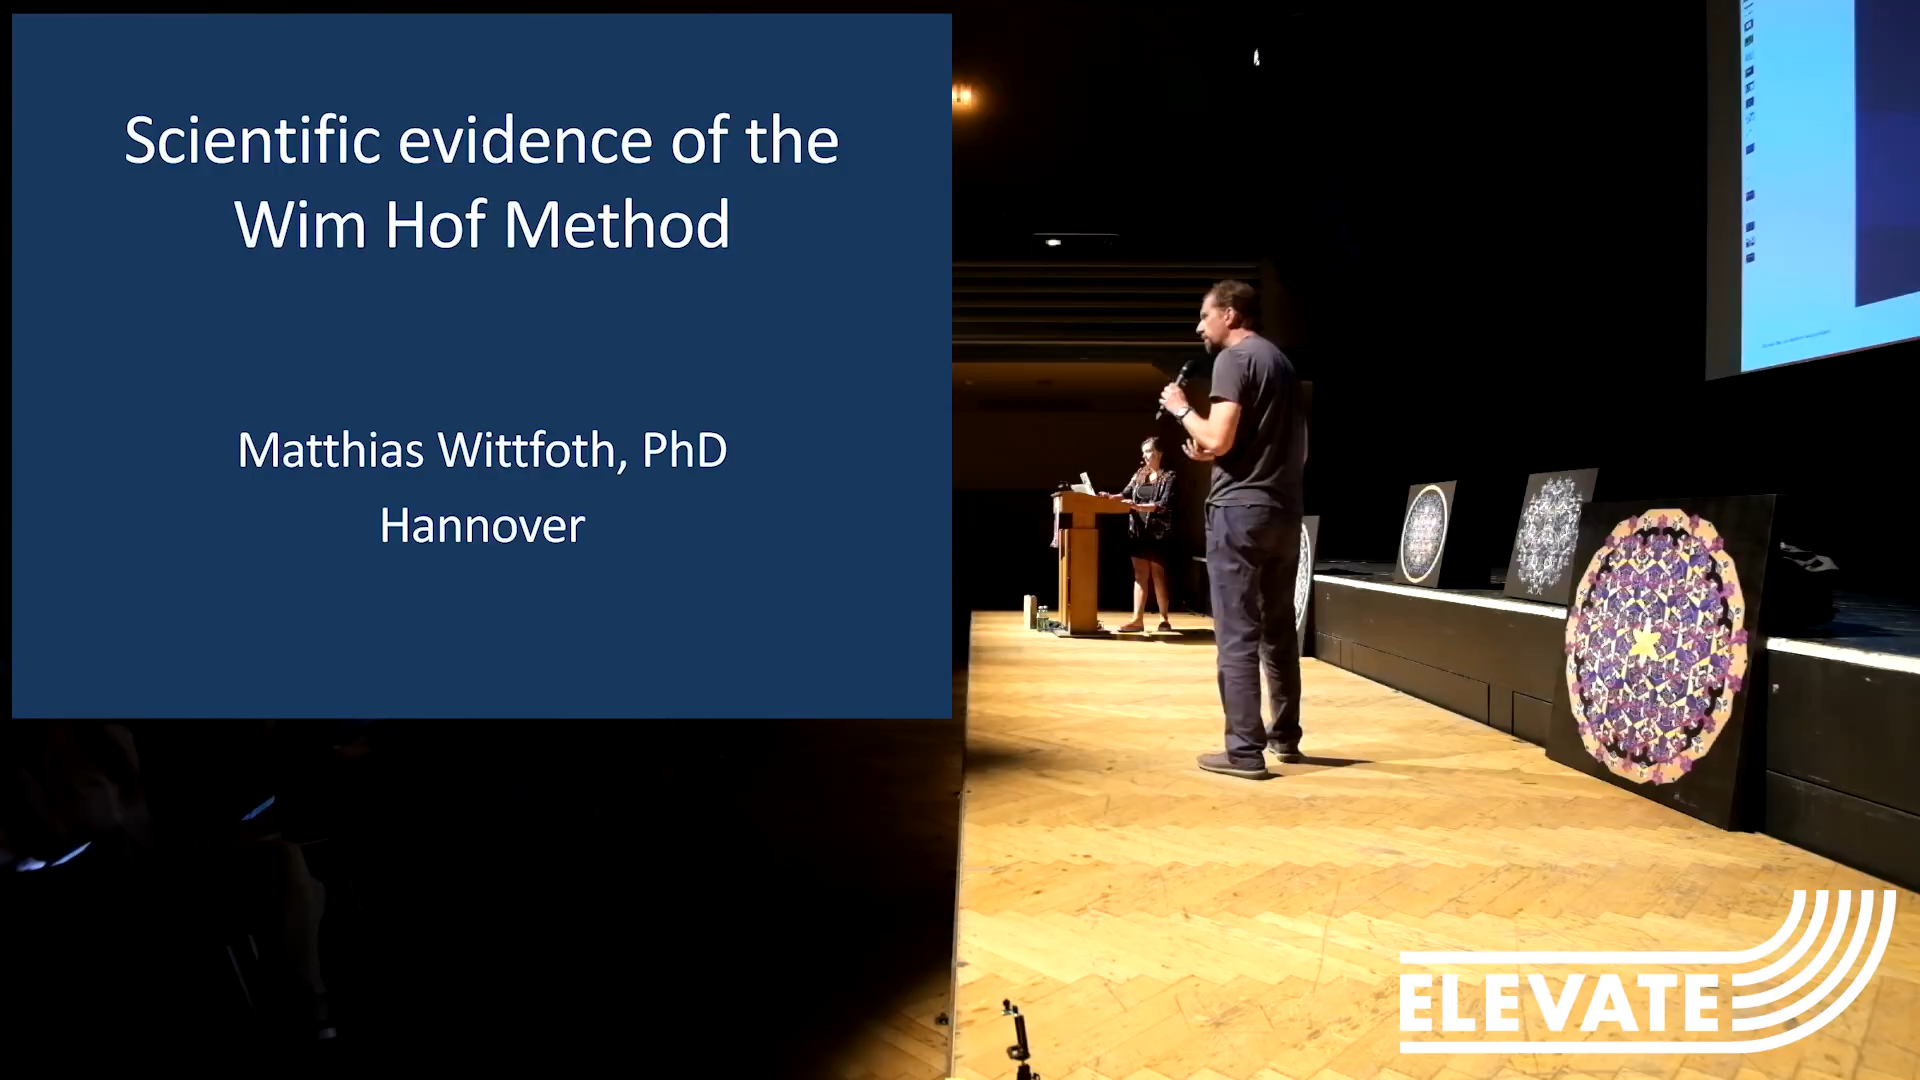 Scientific evidence of the
Wim Hof Method
Matthias Wittfoth, PhD
Hannover
ELEVATE